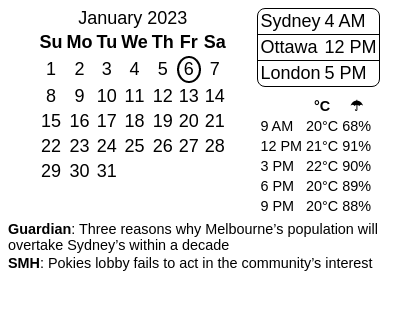 January 2023
Su Mo Tu We Th Fr Sa
1 2 3 4 5 6 7
8 9 10 11 12 13 14
15 16 17 18 19 20 21
22 23 24 25 26 27 28
29 30 31
Sydney 4 AM
Ottawa 12 PM
London 5 PM
°C ☂
9 AM 20°C 68%
12 PM 21°C 91%
3 PM 22°C 90%
6 PM 20°C 89%
9 PM 20°C 88%
Guardian: Three reasons why Melbourne’s population will
overtake Sydney’s within a decade
SMH: Pokies lobby fails to act in the community’s interest